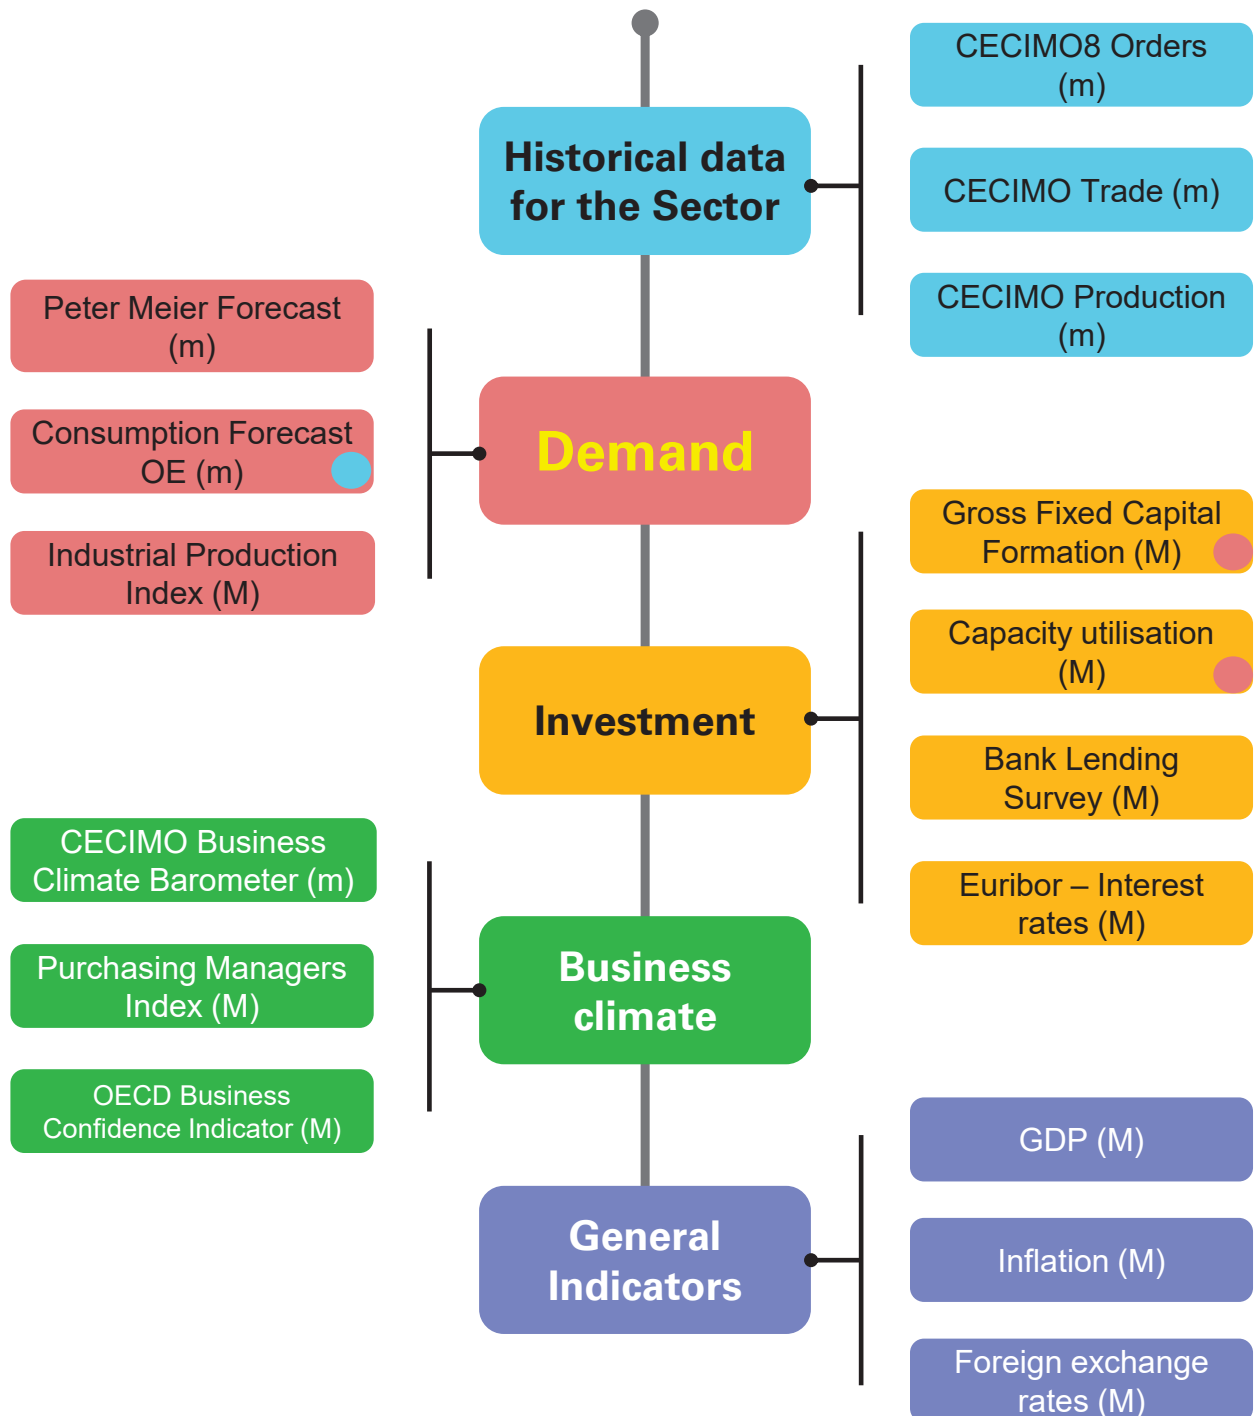 Historical data
for the Sector
CECIMO8 Orders
(m)
CECIMO Trade (m)
CECIMO Production
(m)
Demand
Peter Meier Forecast
(m)
Consumption Forecast
OE (m)
Industrial Production
Index (M)
Investment
Gross Fixed Capital
Formation (M)
Capacity utilisation
(M)
Bank Lending
Survey (M)
Euribor – Interest
rates (M)
Business
climate
CECIMO Business
Climate Barometer (m)
Purchasing Managers
Index (M)
OECD Business
Confidence Indicator (M)
General
Indicators
GDP (M)
Inflation (M)
Foreign exchange
rates (M)